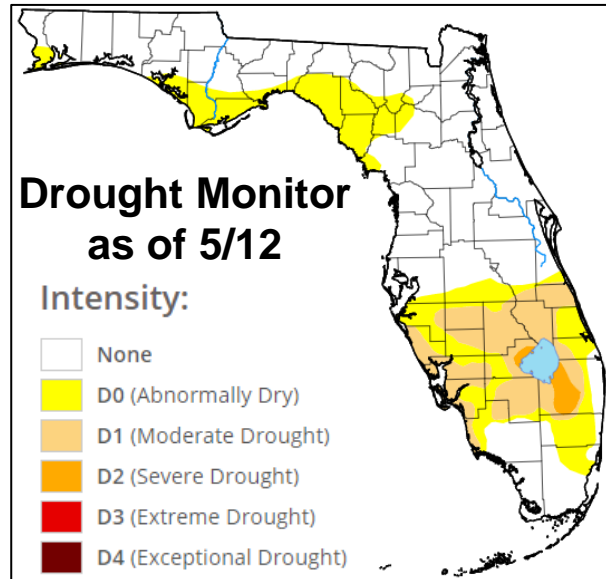 Drought Monitor
as of 5/12
Intensity:
None
D0 (Abnormally Dry)
D1 (Moderate Drought)
D2 (Severe Drought)
D3 (Extreme Drought)
D4 (Exceptional Drought)